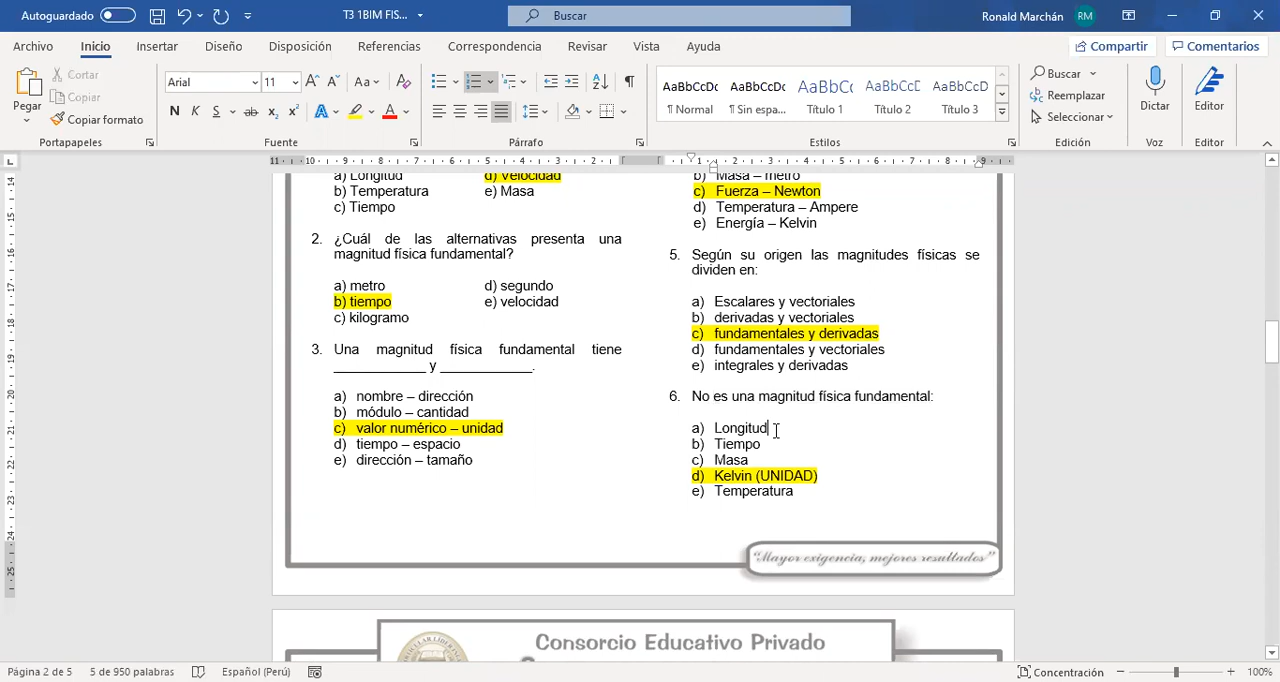 Autoguardado
T3 1BIM FIS...
Buscar
Ronald Marchán
RM
Archivo
Inicio
Insertar
Diseño
Disposición
Referencias
Correspondencia
Revisar
Vista
Ayuda
Compartir
Comentarios
Pegar
Cortar
Copiar
Copiar formato
Portapapeles
Arial
11
Aa
N K S ab x₂ x²
Fuente
Párrafo
AaBbCcDc
¶ Normal
AaBbCcDc
¶ Sin espa...
AaBbCc
Título 1
AaBbCcC
Título 2
AaBbCcD
Título 3
Estilos
Buscar
Reemplazar
Seleccionar
Edición
Dictar
Voz
Editor
Editor
a) Longitud
d) Velocidad
b) Temperatura
e) Masa
c) Tiempo
2. ¿Cuál de las alternativas presenta una
magnitud física fundamental?
a) metro
d) segundo
b) tiempo
e) velocidad
c) kilogramo
3. Una magnitud física fundamental tiene
____________ y ____________.
a) nombre – dirección
b) módulo – cantidad
c) valor numérico – unidad
d) tiempo – espacio
e) dirección – tamaño
b) Masa – metro
c) Fuerza – Newton
d) Temperatura – Ampere
e) Energía – Kelvin
5. Según su origen las magnitudes físicas se
dividen en:
a) Escalares y vectoriales
b) derivadas y vectoriales
c) fundamentales y derivadas
d) fundamentales y vectoriales
e) integrales y derivadas
6. No es una magnitud física fundamental:
a) Longitud
b) Tiempo
c) Masa
d) Kelvin (UNIDAD)
e) Temperatura
"Mayor exigencia, mejores resultados"
Consorcio Educativo Privado
Página 2 de 5
5 de 950 palabras
Español (Perú)
Concentración
100%